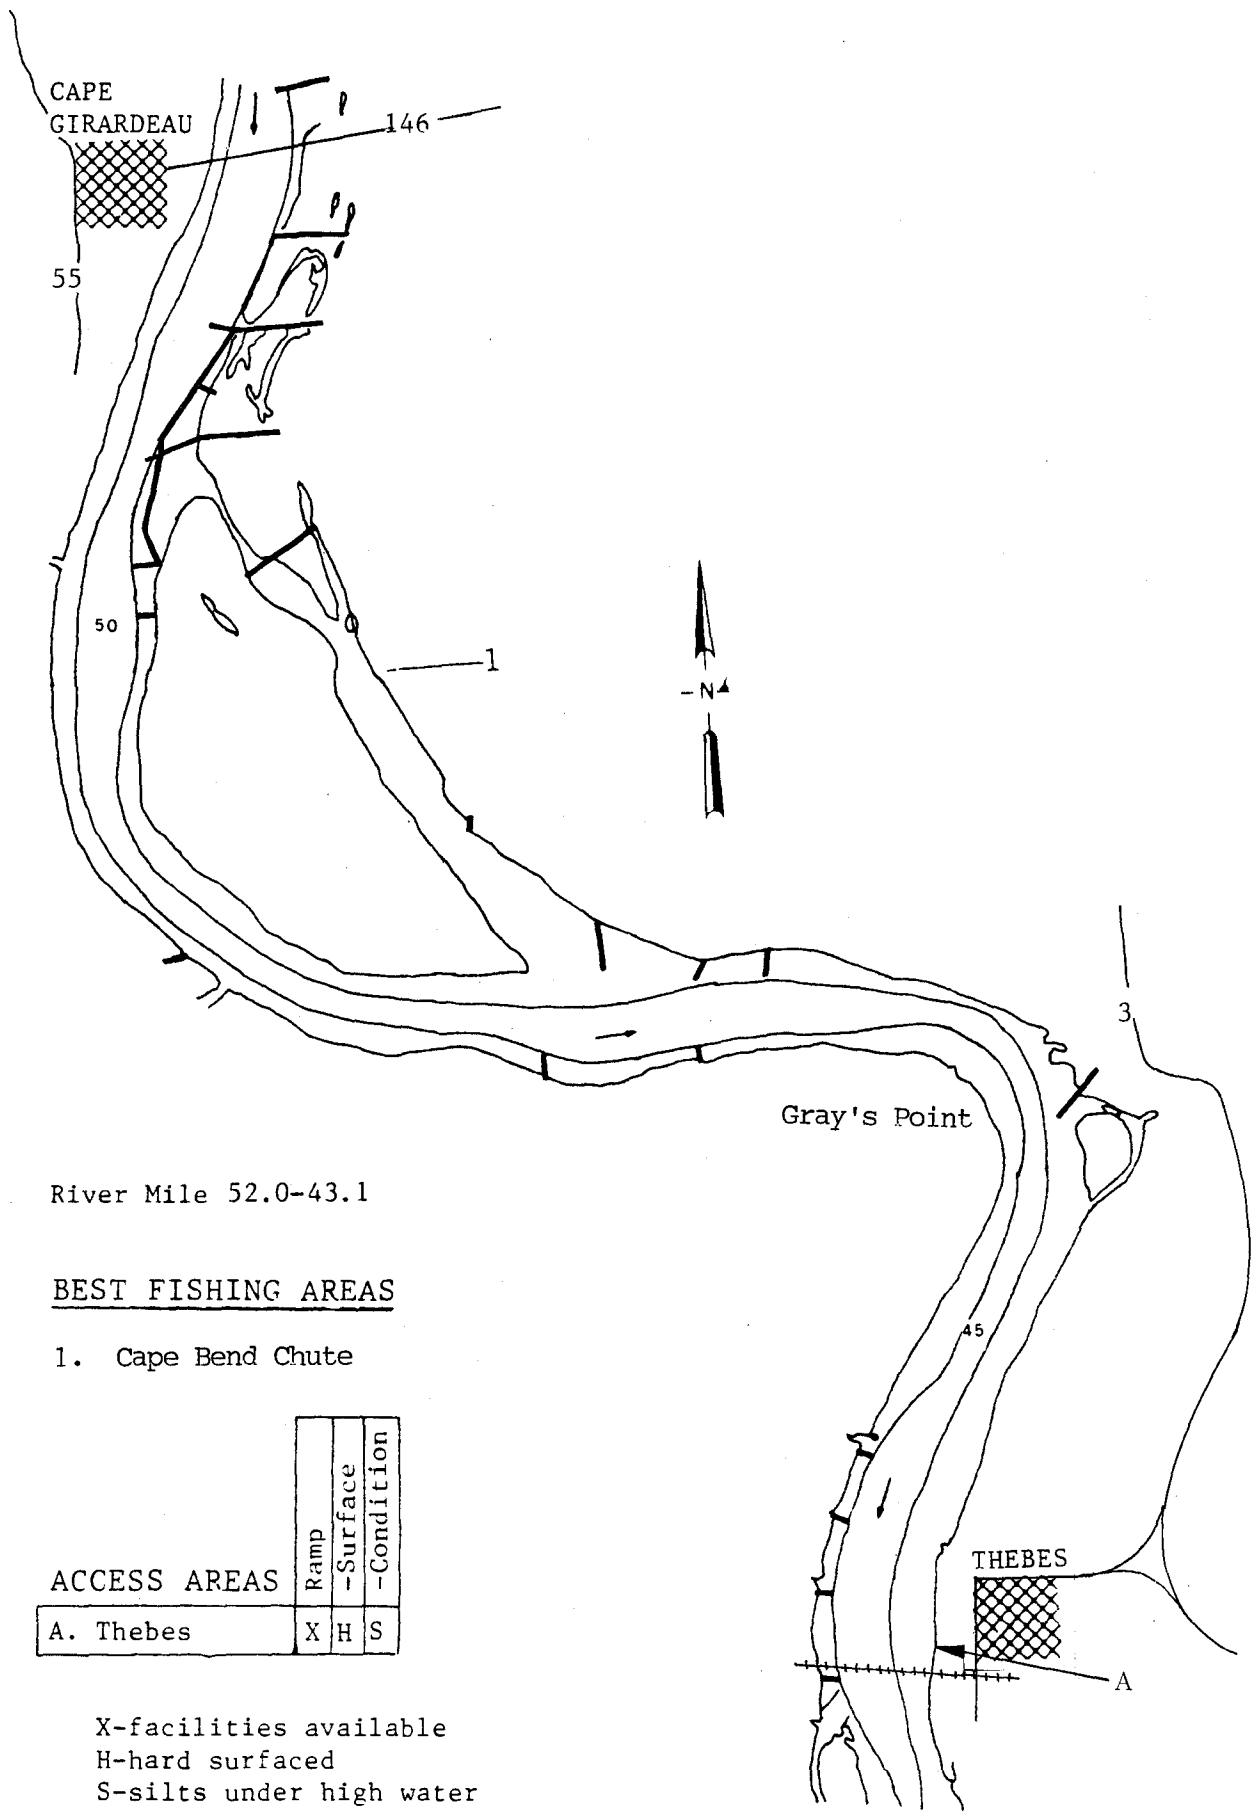 CAPE
GIRARDEAU
146
55
50
1
- N
3
Gray's Point
River Mile 52.0-43.1
BEST FISHING AREAS
1. Cape Bend Chute
45
Ramp
-Surface
-Condition
ACCESS AREAS
A. Thebes X H S
THEBES
A
X-facilities available
H-hard surfaced
S-silts under high water